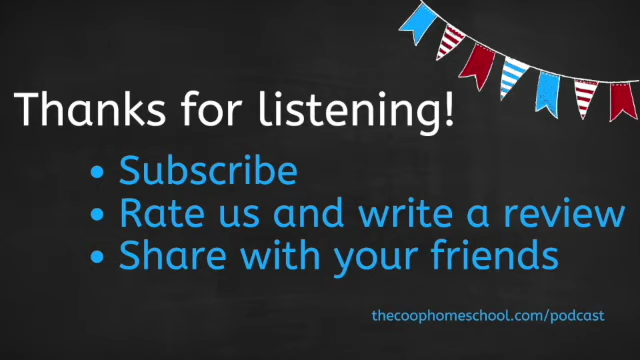 Thanks for listening!
• Subscribe
• Rate us and write a review
• Share with your friends
thecoophomeschool.com/podcast